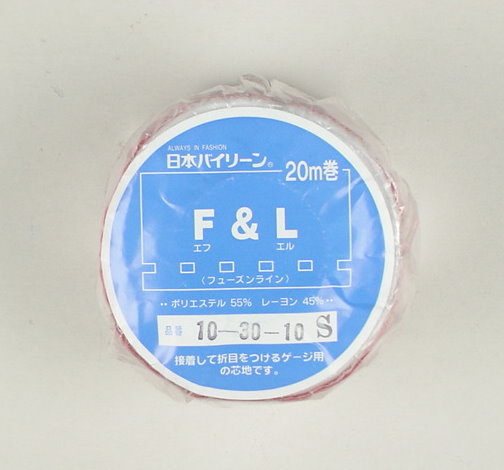 ALWAYS IN FASHION
日本バイリーン®
20m巻
F & L
エフ エル
(フューズンライン)
‥ポリエステル 55% レーヨン 45%‥
品番 10-30-10 S
接着して折目をつけるゲージ用
の芯地です。